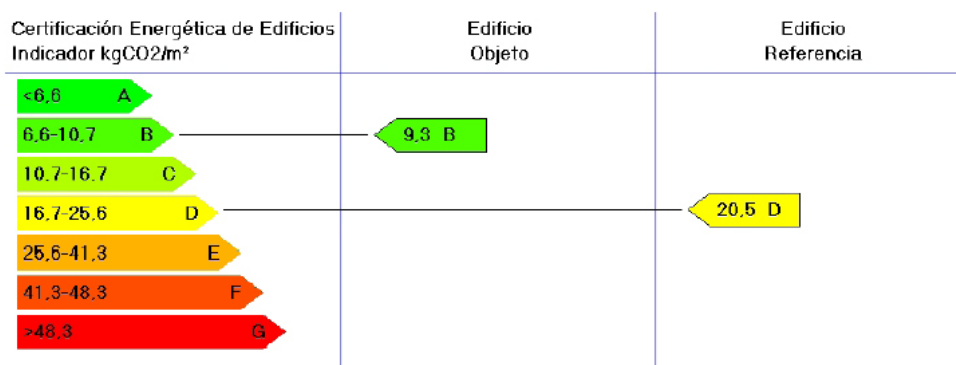 Certificación Energética de Edificios
Indicador kgCO2/m²
Edificio
Objeto
Edificio
Referencia
<6,6 A
6,6-10,7 B
9,3 B
10,7-16,7 C
16,7-25,6 D
20,5 D
25,6-41,3 E
41,3-48,3 F
>48,3 G